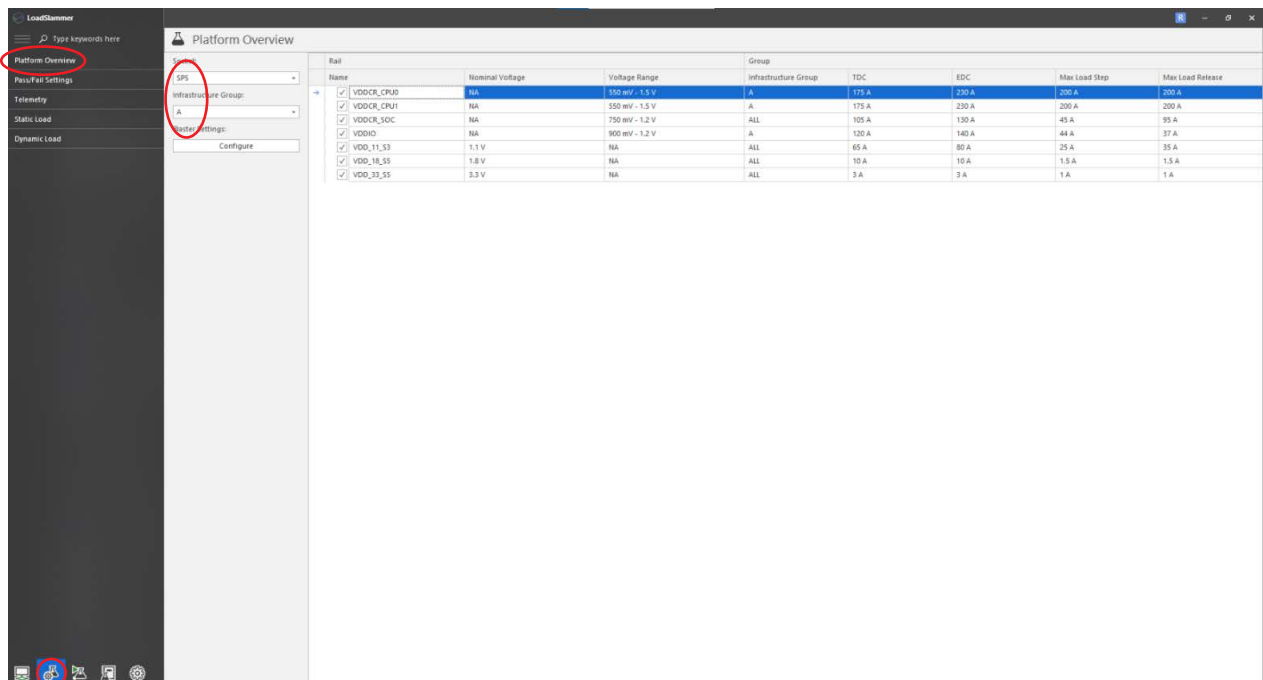 LoadSlammer
R
Type keywords here
Platform Overview
Platform Overview
Pass/Fail Settings
Telemetry
Static Load
Dynamic Load
Socket:
SP5
Infrastructure Group:
A
Master Settings:
Configure
Rail Group
Name Nominal Voltage Voltage Range Infrastructure Group TDC EDC Max Load Step Max Load Release
VDDCR_CPU0 NA 550 mV - 1.5 V A 175 A 230 A 200 A 200 A
VDDCR_CPU1 NA 550 mV - 1.5 V A 175 A 230 A 200 A 200 A
VDDCR_SOC NA 750 mV - 1.2 V ALL 105 A 130 A 45 A 95 A
VDDIO NA 900 mV - 1.2 V A 120 A 140 A 44 A 37 A
VDD_11_S3 1.1 V NA ALL 65 A 80 A 25 A 35 A
VDD_18_S5 1.8 V NA ALL 10 A 10 A 1.5 A 1.5 A
VDD_33_S5 3.3 V NA ALL 3 A 3 A 1 A 1 A